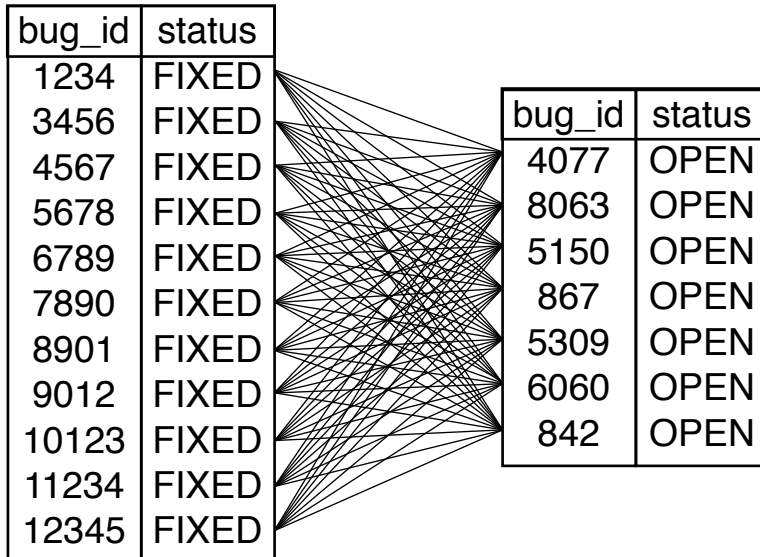 bug_id status
1234 FIXED
3456 FIXED
4567 FIXED
5678 FIXED
6789 FIXED
7890 FIXED
8901 FIXED
9012 FIXED
10123 FIXED
11234 FIXED
12345 FIXED
bug_id status
4077 OPEN
8063 OPEN
5150 OPEN
867 OPEN
5309 OPEN
6060 OPEN
842 OPEN